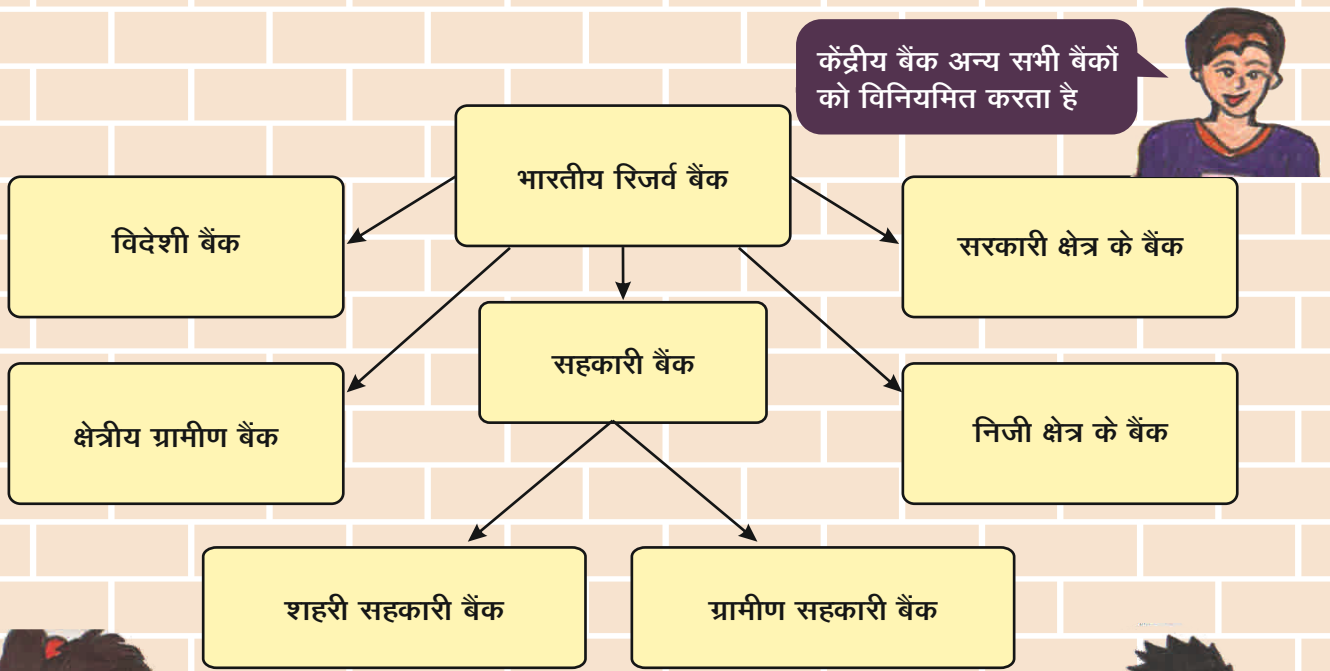 केंद्रीय बैंक अन्य सभी बैंकों
को विनियमित करता है
भारतीय रिजर्व बैंक
विदेशी बैंक
सरकारी क्षेत्र के बैंक
सहकारी बैंक
क्षेत्रीय ग्रामीण बैंक
निजी क्षेत्र के बैंक
शहरी सहकारी बैंक
ग्रामीण सहकारी बैंक